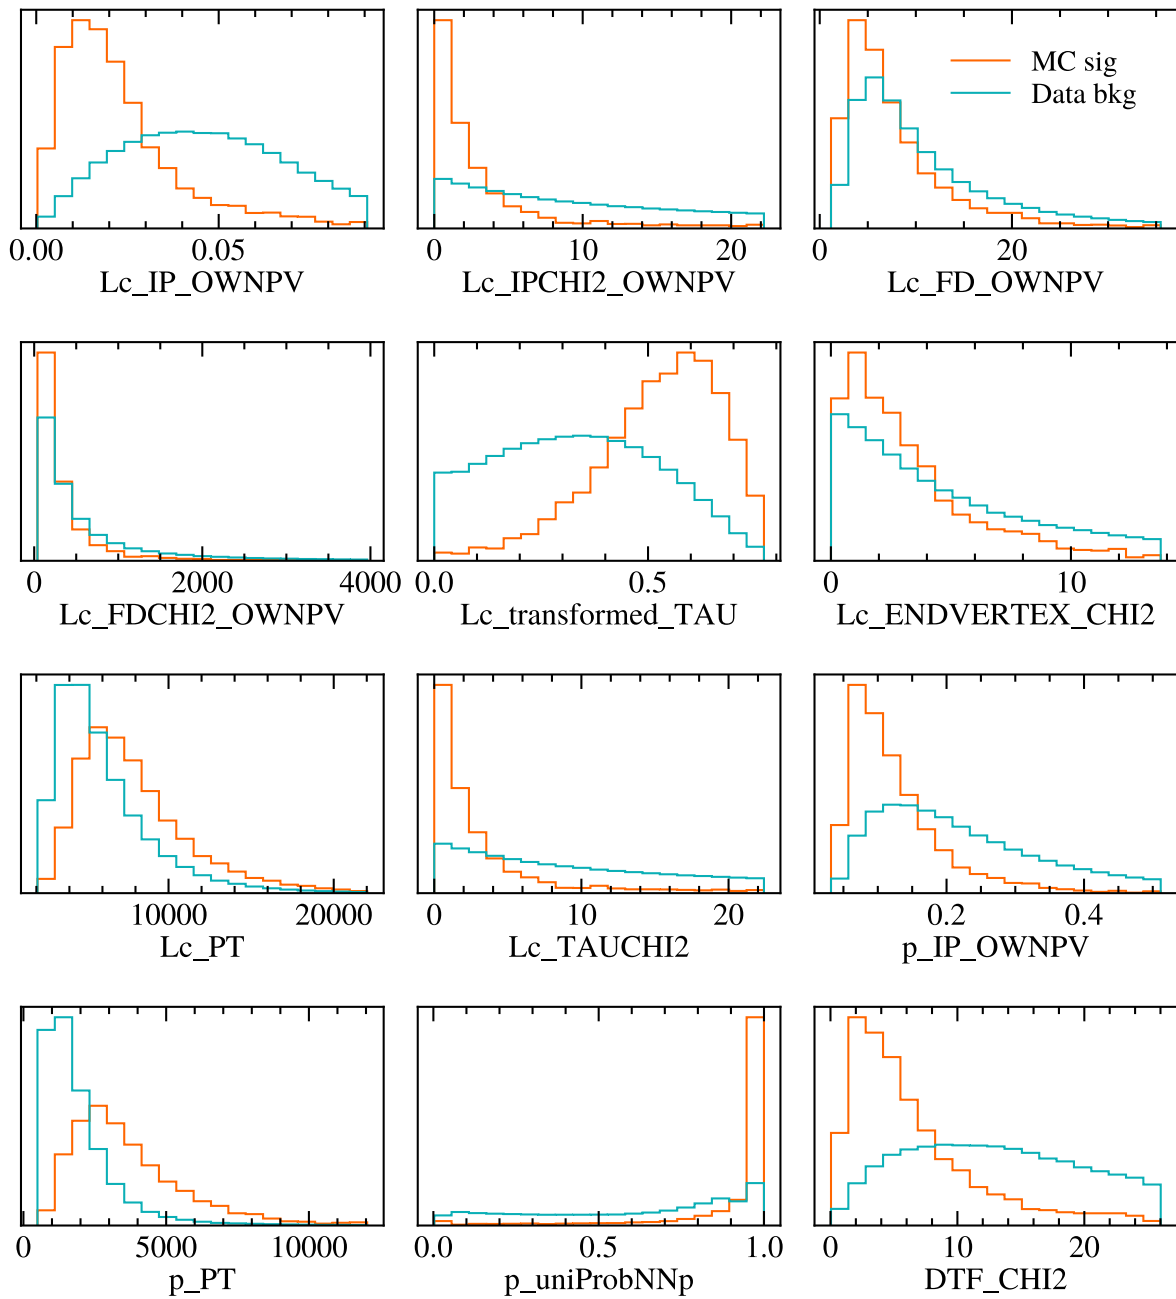 MC sig
Data bkg
0.00 0.05
Lc_IP_OWNPV
0 10 20
Lc_IPCHI2_OWNPV
0 20
Lc_FD_OWNPV
0 2000 4000
Lc_FDCHI2_OWNPV
0.0 0.5
Lc_transformed_TAU
0 10
Lc_ENDVERTEX_CHI2
10000 20000
Lc_PT
0 10 20
Lc_TAUCHI2
0.2 0.4
p_IP_OWNPV
0 5000 10000
p_PT
0.0 0.5 1.0
p_uniProbNNp
0 10 20
DTF_CHI2